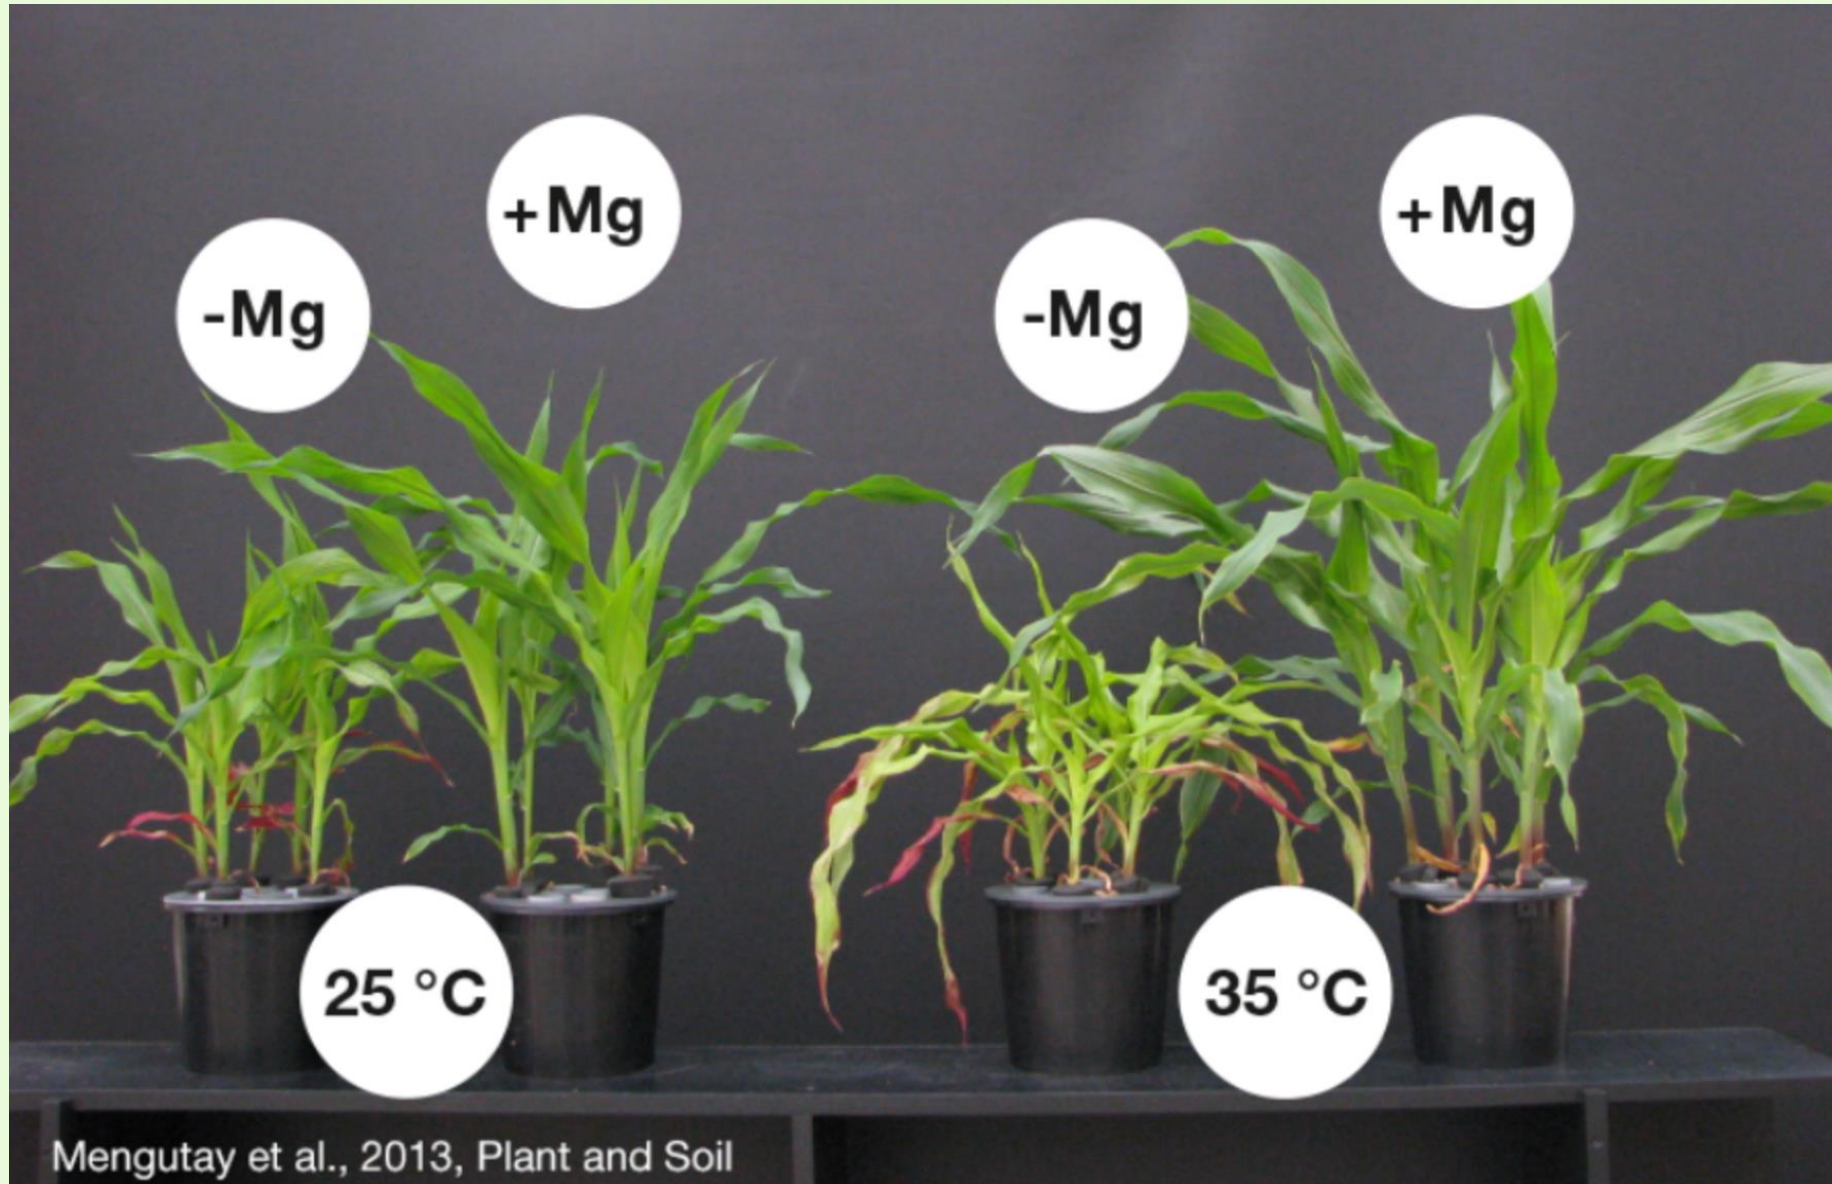 +Mg
+Mg
-Mg
-Mg
25 °C
35 °C
Mengutay et al., 2013, Plant and Soil